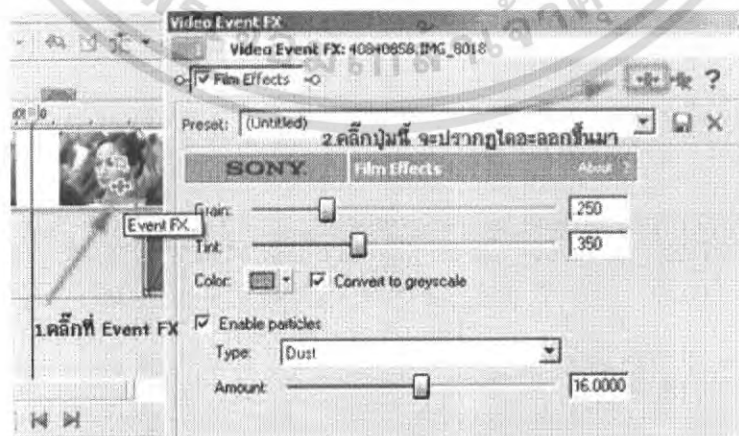 Video Event FX
Video Event FX: 40840858.IMG_8018
Film Effects
Preset: (Untitled)
2.คลิ๊กปุ่มนี้ จะปรากฏไดอะลอกขึ้นมา
SONY Film Effects About ?
Grain: 250
Event FX...
Tint: 350
Color: Convert to greyscale
1.คลิ๊กที่ Event FX
Enable particles
Type: Dust
Amount: 16.0000